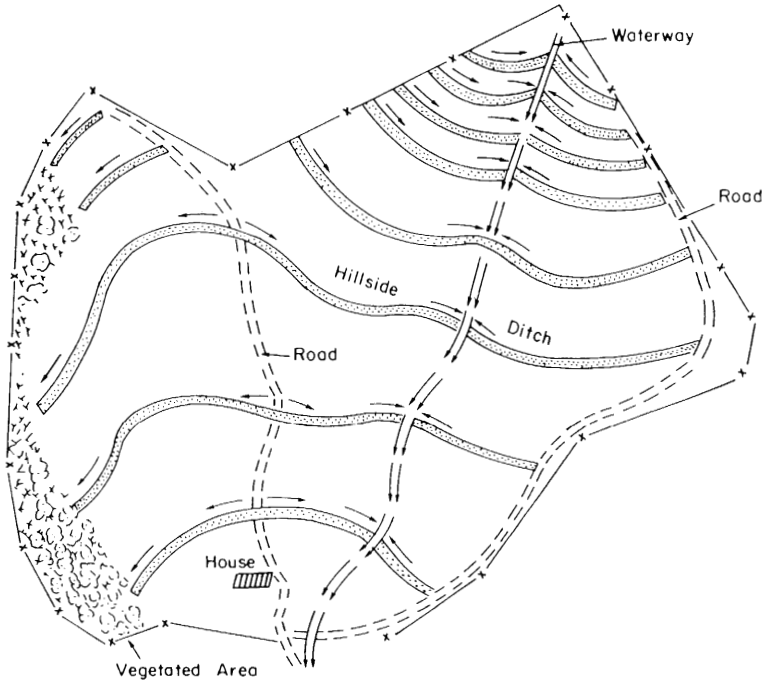 Waterway
Road
Hillside
Ditch
Road
House
Vegetated Area